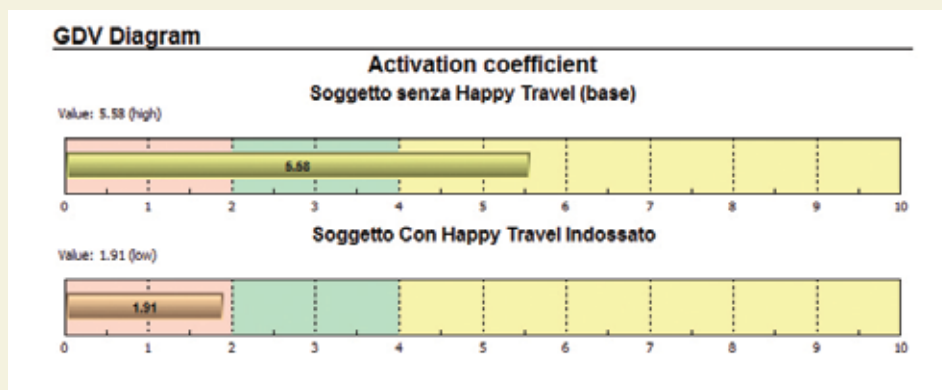 GDV Diagram
Activation coefficient
Soggetto senza Happy Travel (base)
Value: 5.58 (high)
5.58
0 1 2 3 4 5 6 7 8 9 10
Soggetto Con Happy Travel Indossato
Value: 1.91 (low)
1.91
0 1 2 3 4 5 6 7 8 9 10